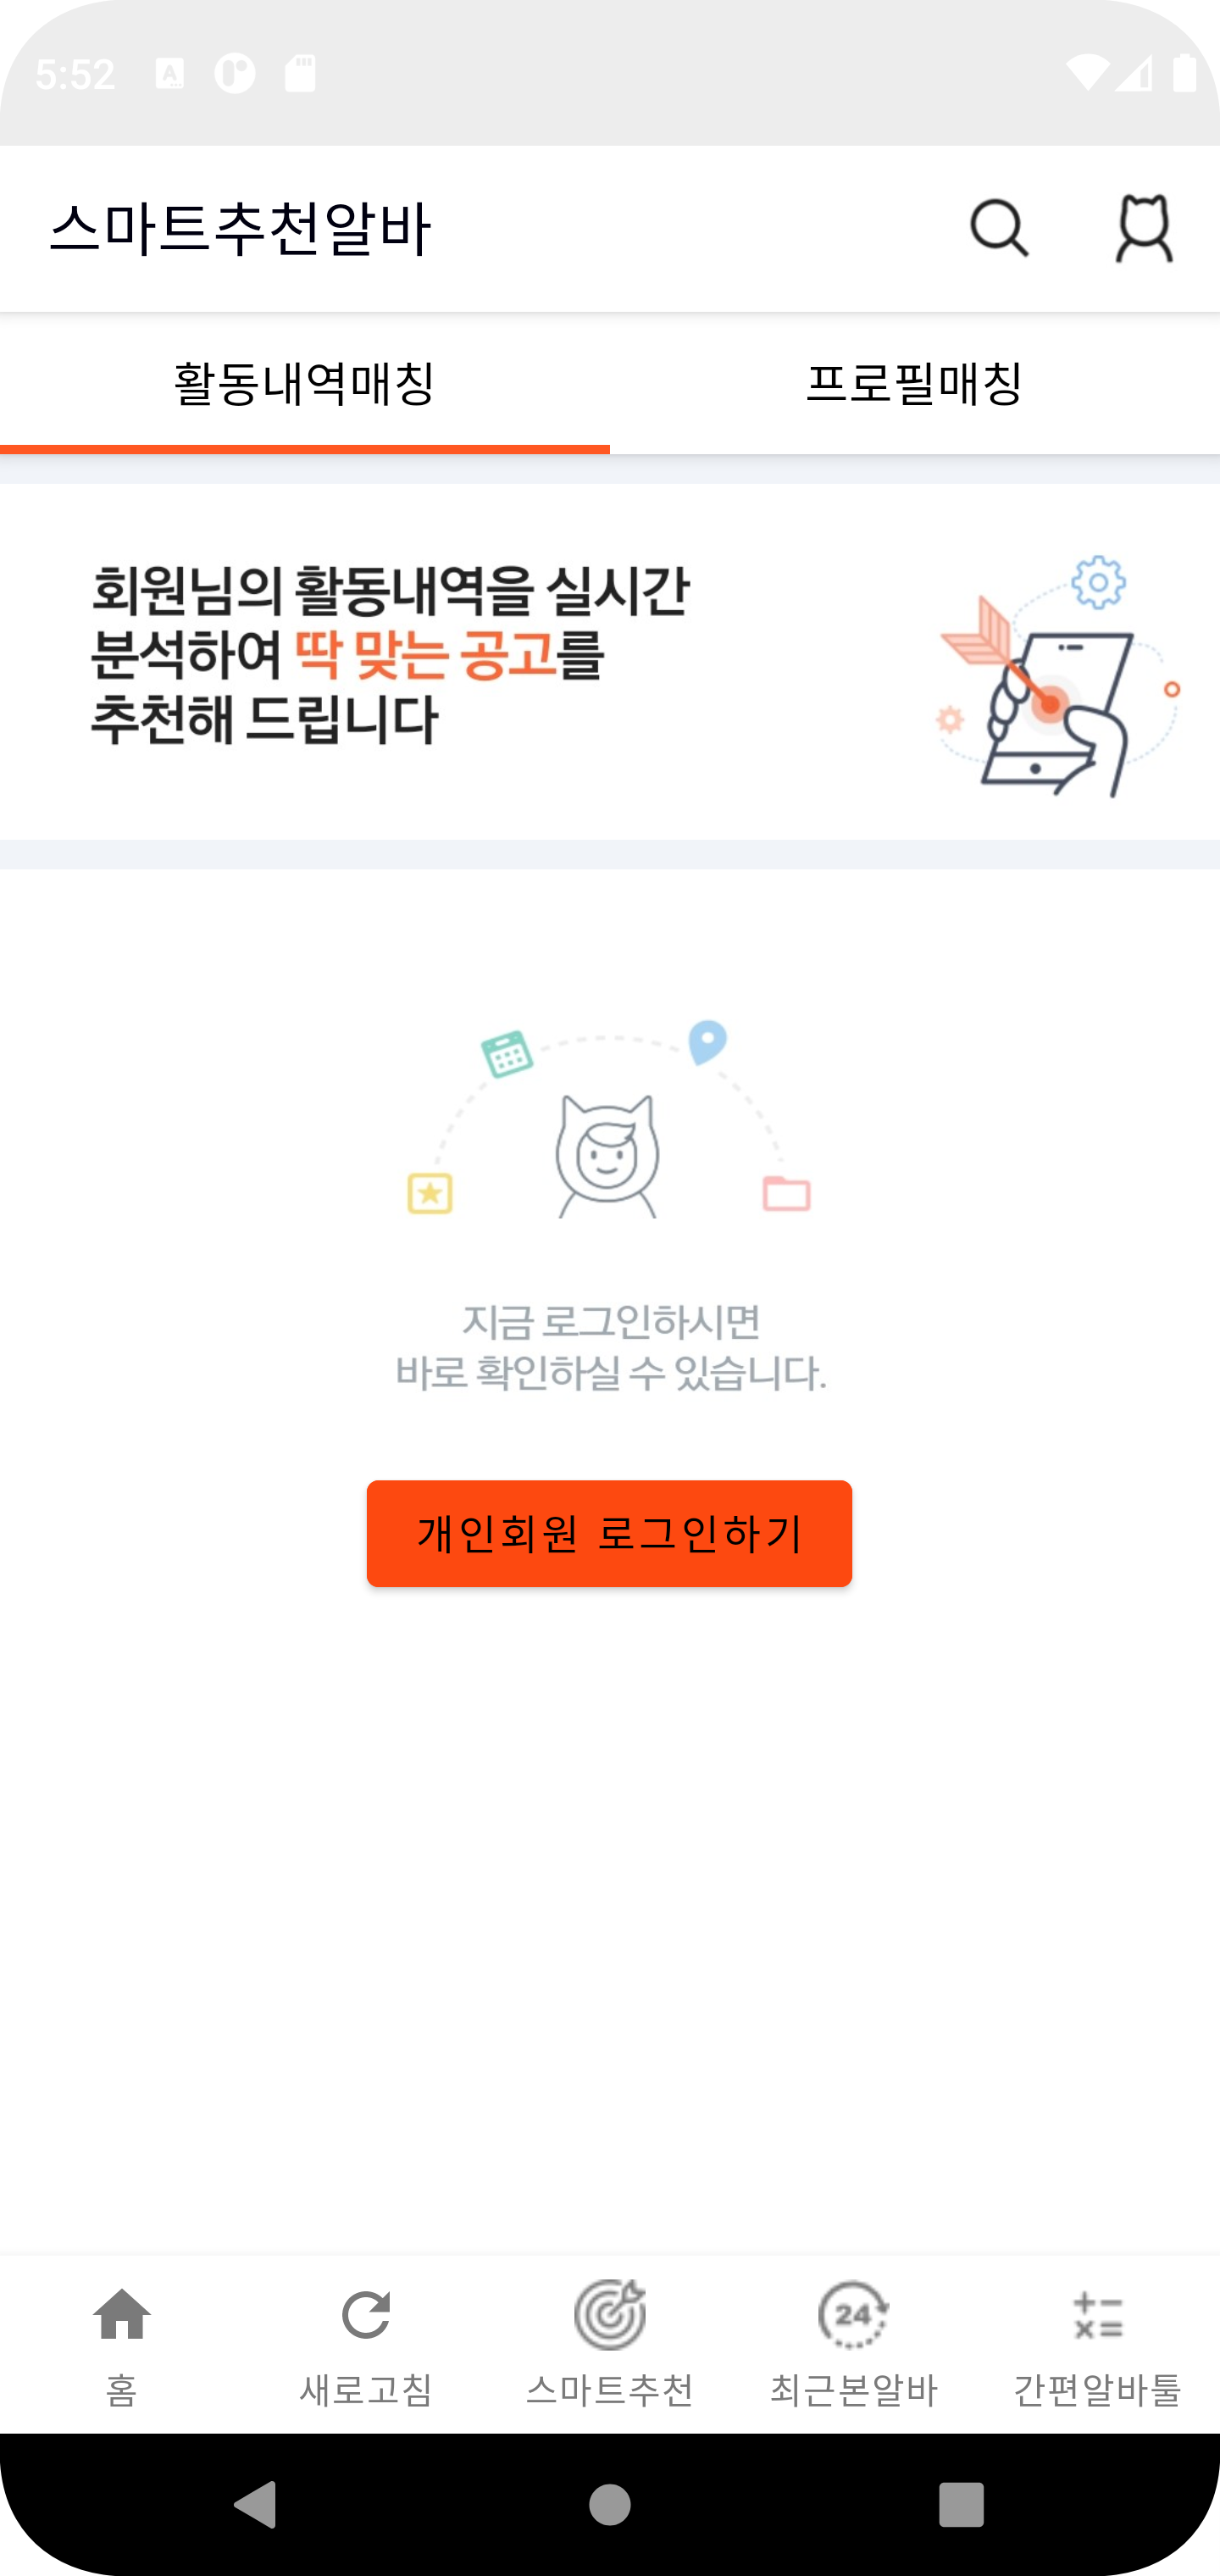 5:52
스마트추천알바
활동내역매칭
프로필매칭
회원님의 활동내역을 실시간
분석하여 딱 맞는 공고를
추천해 드립니다
지금 로그인하시면
바로 확인하실 수 있습니다.
개인회원 로그인하기
24
홈
새로고침
스마트추천
최근본알바
간편알바툴